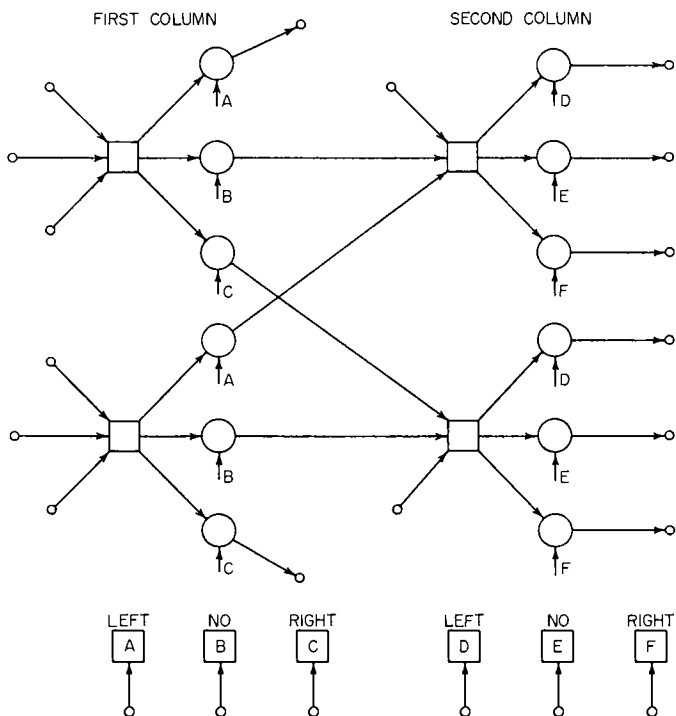 FIRST COLUMN SECOND COLUMN
A D
B E
C F
A D
B E
C F
LEFT NO RIGHT LEFT NO RIGHT
A B C D E F